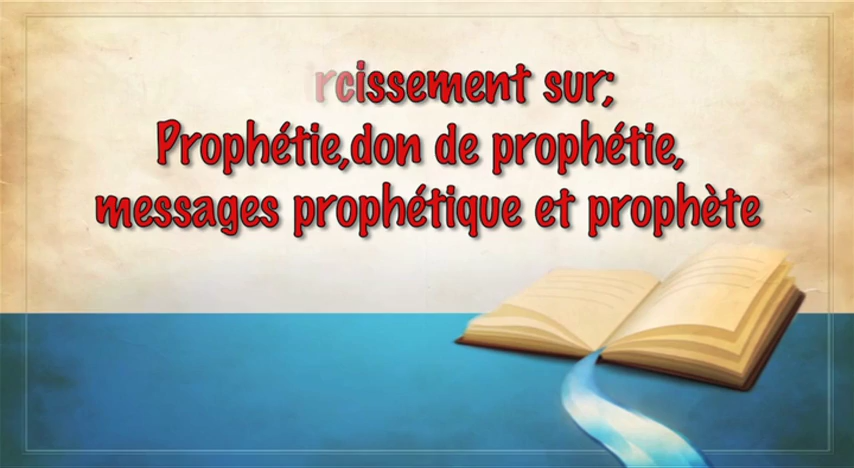 rcissement sur;
Prophétie,don de prophétie,
messages prophétique et prophète